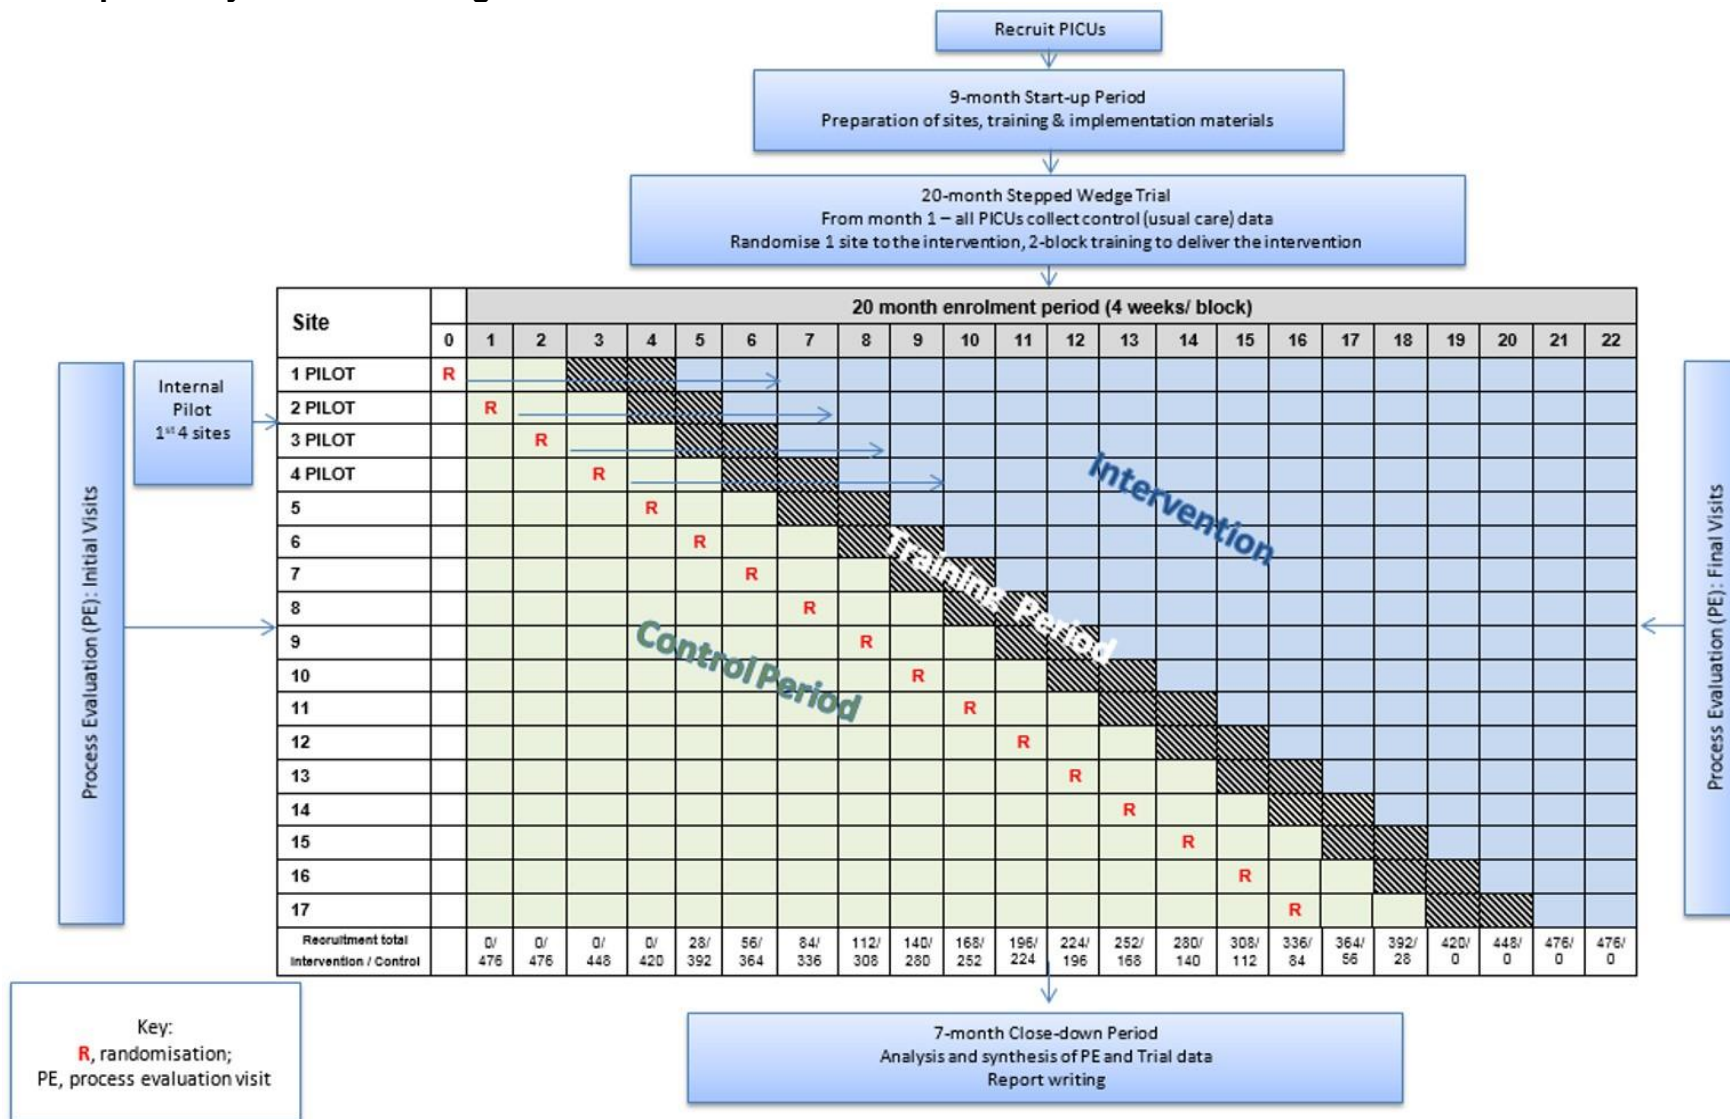 Recruit PICUs
9-month Start-up Period
Preparation of sites, training & implementation materials
20-month Stepped Wedge Trial
From month 1 – all PICUs collect control (usual care) data
Randomise 1 site to the intervention, 2-block training to deliver the intervention
Process Evaluation (PE): Initial Visits
Internal
Pilot
1st 4 sites
Site
20 month enrolment period (4 weeks/ block)
0 1 2 3 4 5 6 7 8 9 10 11 12 13 14 15 16 17 18 19 20 21 22
1 PILOT R
2 PILOT R
3 PILOT R
4 PILOT R
5 R
6 R
7 R
8 R
9 R
10 R
11 R
12 R
13 R
14 R
15 R
16 R
17 R
Control Period
Training Period
Intervention
Recruitment total 0/ 0/ 0/ 0/ 28/ 56/ 84/ 112/ 140/ 168/ 196/ 224/ 252/ 280/ 308/ 336/ 364/ 392/ 420/ 448/ 476/ 476/
Intervention / Control 476 476 448 420 392 364 336 308 280 252 224 196 168 140 112 84 56 28 0 0 0 0
Process Evaluation (PE): Final Visits
Key:
R, randomisation;
PE, process evaluation visit
7-month Close-down Period
Analysis and synthesis of PE and Trial data
Report writing